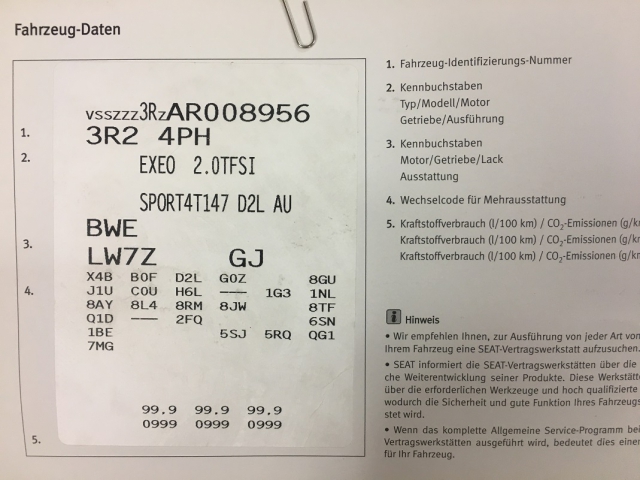 Fahrzeug-Daten
vsszzz3RzAR008956
1.
3R2 4PH
2.
EXEO 2.0TFSI
SPORT4T147 D2L AU
BWE
3.
LW7Z GJ
X4B B0F D2L G0Z 8GU
4.
J1U C0U H6L --- 1G3 1NL
8AY 8L4 8RM 8JW 8TF
Q1D --- 2FQ 6SN
1BE 5SJ 5RQ QG1
7MG
99.9 99.9 99.9
0999 0999 0999
5.
1. Fahrzeug-Identifizierungs-Nummer
2. Kennbuchstaben
Typ/Modell/Motor
Getriebe/Ausführung
3. Kennbuchstaben
Motor/Getriebe/Lack
Ausstattung
4. Wechselcode für Mehrausstattung
5. Kraftstoffverbrauch (l/100 km) / CO₂-Emissionen (g/k
Kraftstoffverbrauch (l/100 km) / CO₂-Emissionen (g/k
Kraftstoffverbrauch (l/100 km) / CO₂-Emissionen (g/k
i Hinweis
• Wir empfehlen Ihnen, zur Ausführung von jeder Art von
Ihrem Fahrzeug eine SEAT-Vertragswerkstatt aufzusuchen.
• SEAT informiert die SEAT-Vertragswerkstätten über die
che Weiterentwicklung seiner Produkte. Diese Werkstätt
über die erforderlichen Werkzeuge und hoch qualifizierte
wodurch die Sicherheit und gute Funktion Ihres Fahrzeugs
stet wird.
• Wenn das komplette Allgemeine Service-Programm bei
Vertragswerkstätten ausgeführt wird, bedeutet dies eine
für Ihr Fahrzeug.